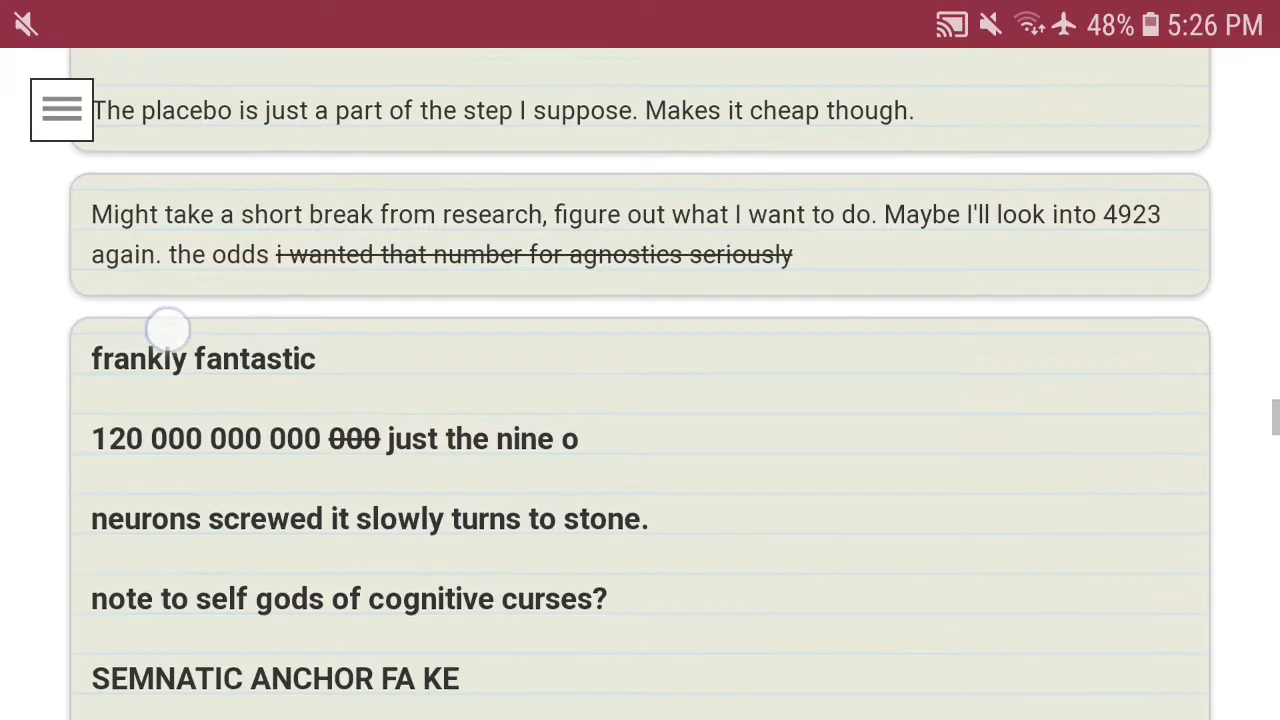 48% 5:26 PM
The placebo is just a part of the step I suppose. Makes it cheap though.
Might take a short break from research, figure out what I want to do. Maybe I'll look into 4923
again. the odds i wanted that number for agnostics seriously
frankly fantastic
120 000 000 000 000 just the nine o
neurons screwed it slowly turns to stone.
note to self gods of cognitive curses?
SEMNATIC ANCHOR FA KE